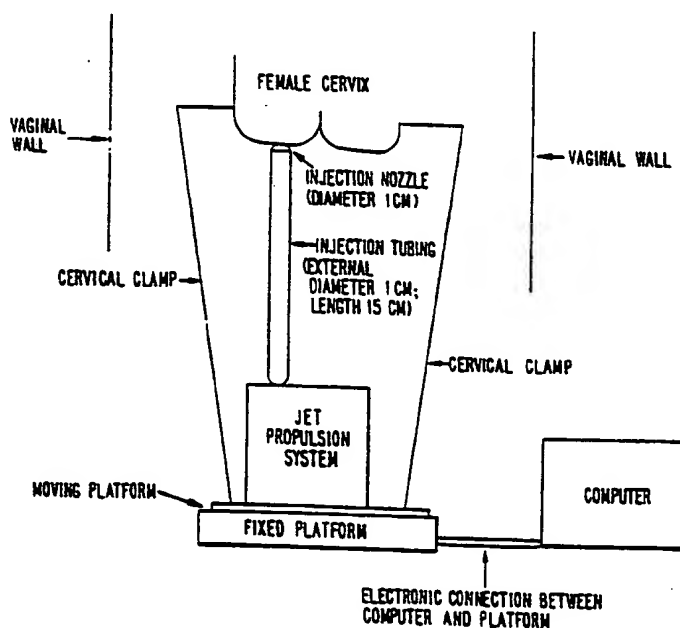 FEMALE CERVIX
VAGINAL
WALL
VAGINAL WALL
INJECTION NOZZLE
(DIAMETER 1CM)
INJECTION TUBING
(EXTERNAL
DIAMETER 1CM;
LENGTH 15 CM)
CERVICAL CLAMP
CERVICAL CLAMP
JET
PROPULSION
SYSTEM
MOVING PLATFORM
COMPUTER
FIXED PLATFORM
ELECTRONIC CONNECTION BETWEEN
COMPUTER AND PLATFORM